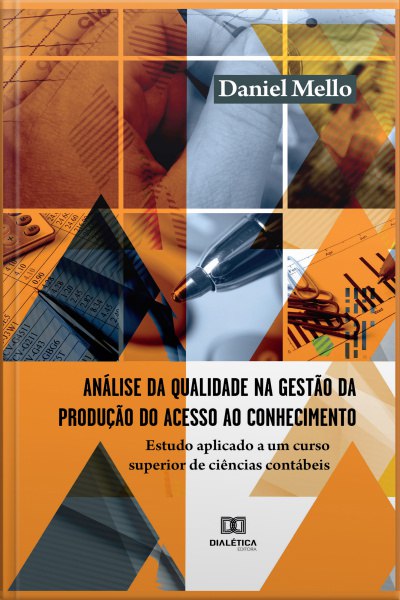 Daniel Mello
ANÁLISE DA QUALIDADE NA GESTÃO DA
PRODUÇÃO DO ACESSO AO CONHECIMENTO
Estudo aplicado a um curso
superior de ciências contábeis
DIALÉTICA
EDITORA